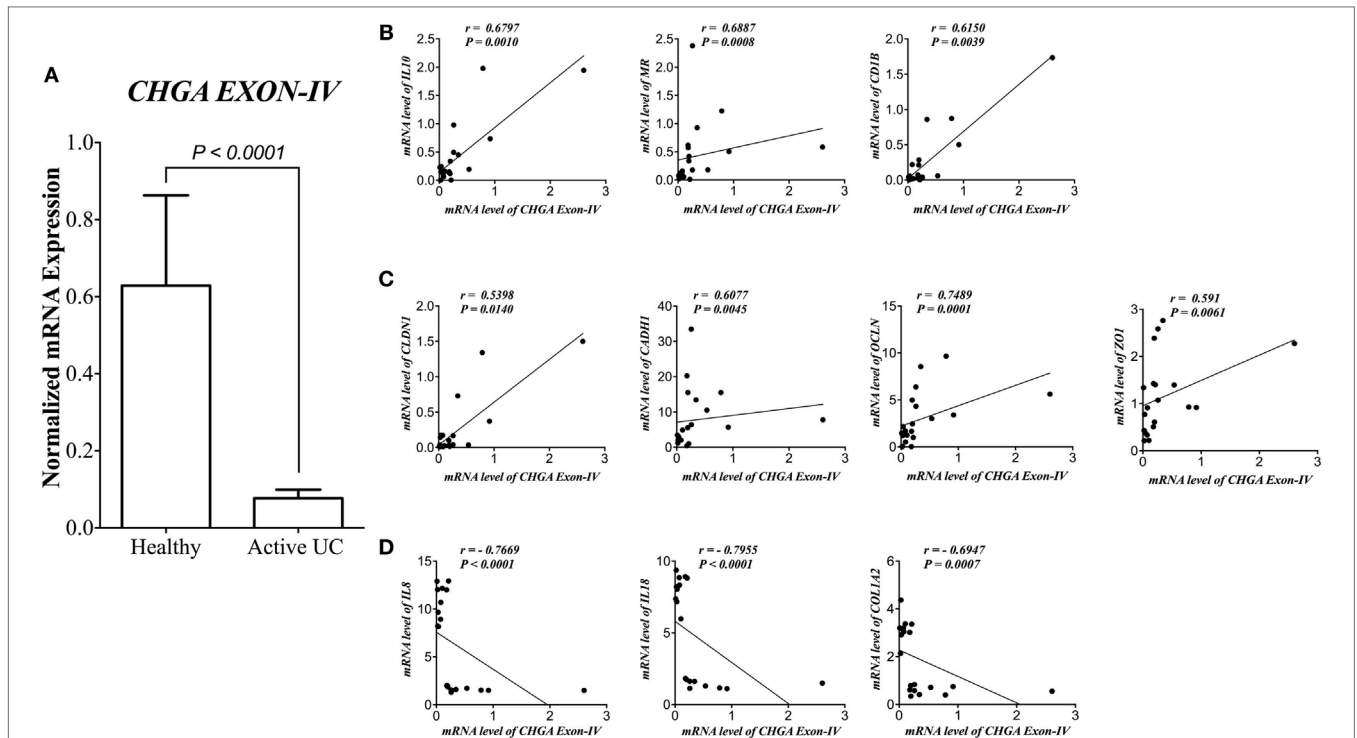 A
CHGA EXON-IV
P < 0.0001
Normalized mRNA Expression
1.0
0.8
0.6
0.4
0.2
0.0
Healthy
Active UC
B
r = 0.6797
P = 0.0010
mRNA level of IL10
2.5
2.0
1.5
1.0
0.5
0.0
0 1 2 3
mRNA level of CHGA Exon-IV
r = 0.6887
P = 0.0008
mRNA level of MR
2.5
2.0
1.5
1.0
0.5
0.0
0 1 2 3
mRNA level of CHGA Exon-IV
r = 0.6150
P = 0.0039
mRNA level of CD1B
2.0
1.5
1.0
0.5
0.0
0 1 2 3
mRNA level of CHGA Exon-IV
C
r = 0.5398
P = 0.0140
mRNA level of CLDN1
2.0
1.5
1.0
0.5
0.0
0 1 2 3
mRNA level of CHGA Exon-IV
r = 0.6077
P = 0.0045
mRNA level of CADH1
40
30
20
10
0
0 1 2 3
mRNA level of CHGA Exon-IV
r = 0.7489
P = 0.0001
mRNA level of OCLN
15
10
5
0
0 1 2 3
mRNA level of CHGA Exon-IV
r = 0.591
P = 0.0061
mRNA level of ZO1
3
2
1
0
0 1 2 3
mRNA level of CHGA Exon-IV
D
r = - 0.7669
P < 0.0001
mRNA level of IL8
15
10
5
0
0 1 2 3
mRNA level of CHGA Exon-IV
r = - 0.7955
P < 0.0001
mRNA level of IL18
10
5
0
0 1 2 3
mRNA level of CHGA Exon-IV
r = - 0.6947
P = 0.0007
mRNA level of COL1A2
6
4
2
0
0 1 2 3
mRNA level of CHGA Exon-IV